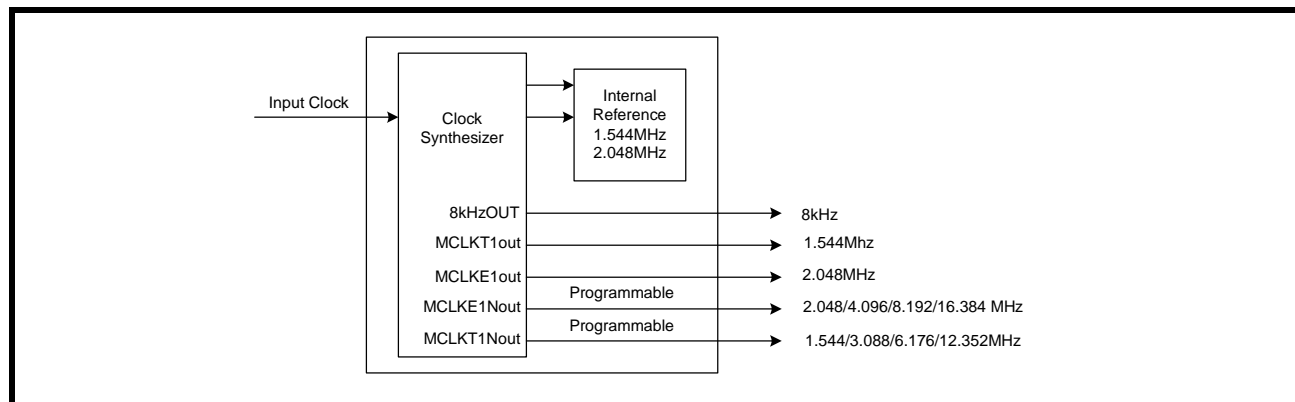 Input Clock
Clock
Synthesizer
Internal
Reference
1.544MHz
2.048MHz
8kHzOUT
8kHz
MCLKT1out
1.544Mhz
MCLKE1out
2.048MHz
MCLKE1Nout
Programmable
2.048/4.096/8.192/16.384 MHz
MCLKT1Nout
Programmable
1.544/3.088/6.176/12.352MHz